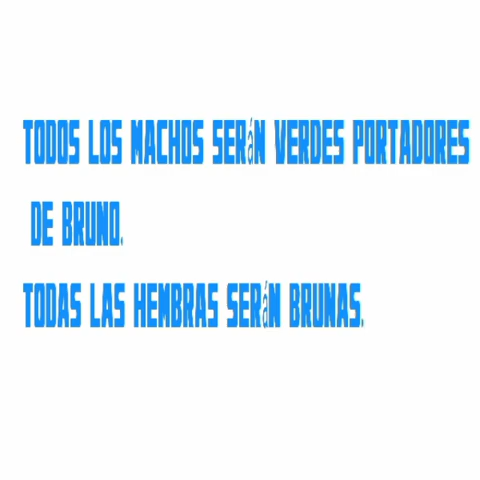 TODOS LOS MACHOS SERáN VERDES PORTADORES
DE BRUNO.
TODAS LAS HEMBRAS SERáN BRUNAS.